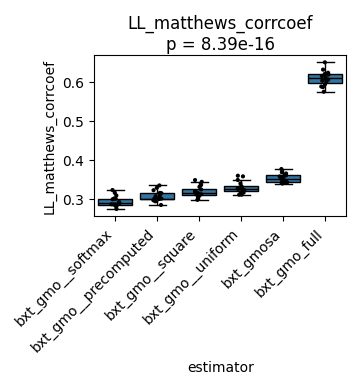 LL_matthews_corrcoef
p = 8.39e-16
LL_matthews_corrcoef
0.6
0.5
0.4
0.3
bxt_gmo__softmax
bxt_gmo__precomputed
bxt_gmo__square
bxt_gmo__uniform
bxt_gmosa
bxt_gmo_full
estimator